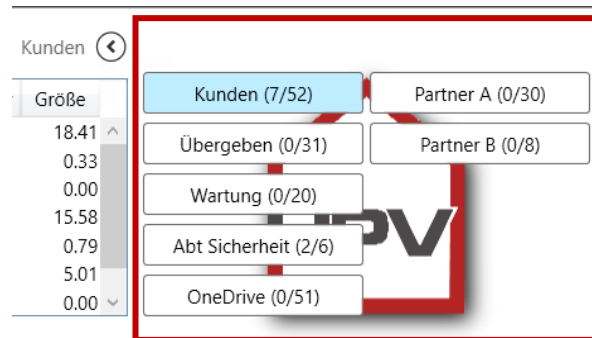 Kunden
Größe
18.41
0.33
0.00
15.58
0.79
5.01
0.00
Kunden (7/52)
Partner A (0/30)
Übergeben (0/31)
Partner B (0/8)
Wartung (0/20)
Abt Sicherheit (2/6)
OneDrive (0/51)